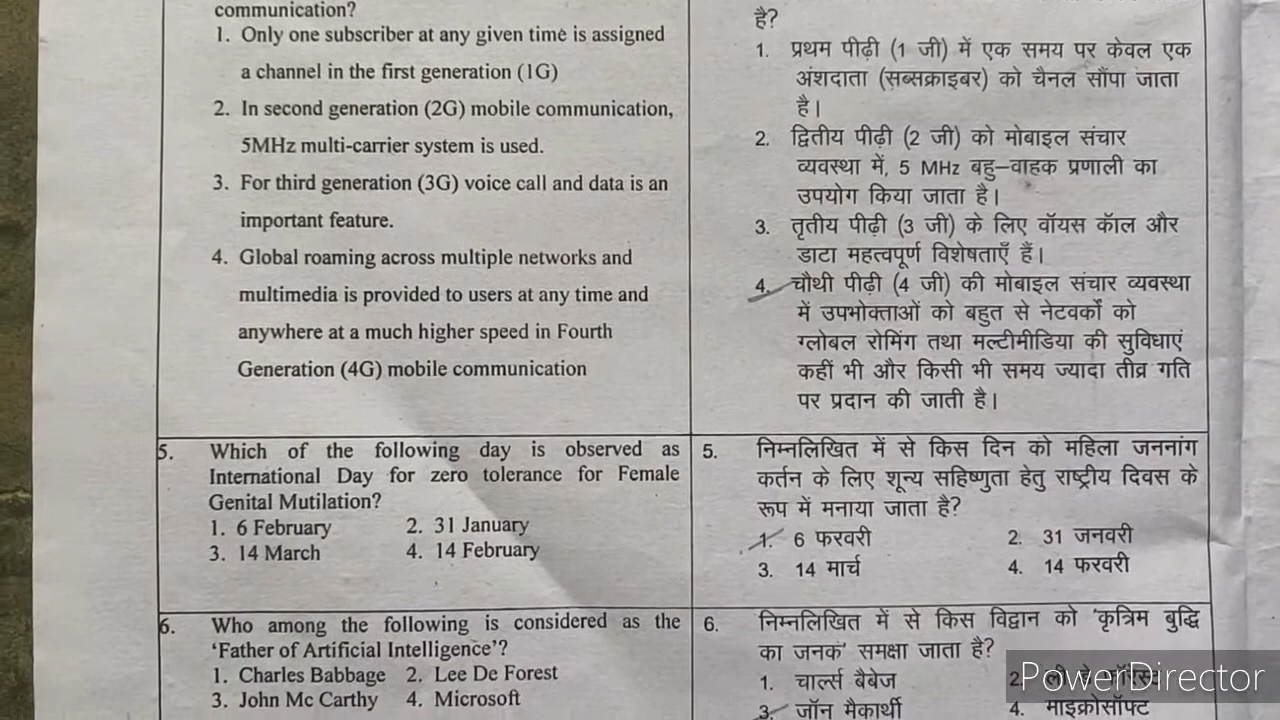 communication?
1. Only one subscriber at any given time is assigned
a channel in the first generation (1G)
2. In second generation (2G) mobile communication,
5MHz multi-carrier system is used.
3. For third generation (3G) voice call and data is an
important feature.
4. Global roaming across multiple networks and
multimedia is provided to users at any time and
anywhere at a much higher speed in Fourth
Generation (4G) mobile communication
है?
1. प्रथम पीढ़ी (1 जी) में एक समय पर केवल एक
अंशदाता (सब्सक्राइबर) को चैनल सौंपा जाता
है।
2. द्वितीय पीढ़ी (2 जी) को मोबाइल संचार
व्यवस्था में, 5 MHz बहु–वाहक प्रणाली का
उपयोग किया जाता है।
3. तृतीय पीढ़ी (3 जी) के लिए वॉयस कॅाल और
डाटा महत्वपूर्ण विशेषताएँ हैं।
4. चौथी पीढ़ी (4 जी) की मोबाइल संचार व्यवस्था
में उपभोक्ताओं को बहुत से नेटवर्कों को
ग्लोबल रोमिंग तथा मल्टीमीडिया की सुविधाएं
कहीं भी और किसी भी समय ज्यादा तीव्र गति
पर प्रदान की जाती है।
5. Which of the following day is observed as
International Day for zero tolerance for Female
Genital Mutilation?
1. 6 February 2. 31 January
3. 14 March 4. 14 February
5. निम्नलिखित में से किस दिन को महिला जननांग
कर्तन के लिए शून्य सहिष्णुता हेतु राष्ट्रीय दिवस के
रूप में मनाया जाता है?
1. 6 फरवरी 2. 31 जनवरी
3. 14 मार्च 4. 14 फरवरी
6. Who among the following is considered as the
‘Father of Artificial Intelligence’?
1. Charles Babbage 2. Lee De Forest
3. John Mc Carthy 4. Microsoft
6. निम्नलिखित में से किस विद्वान को 'कृत्रिम बुद्धि
का जनक' समक्षा जाता है?
1. चार्ल्स बैबेज 2.
3. जॉन मैकार्थी 4. माइक्रोसॉफ्ट
PowerDirector